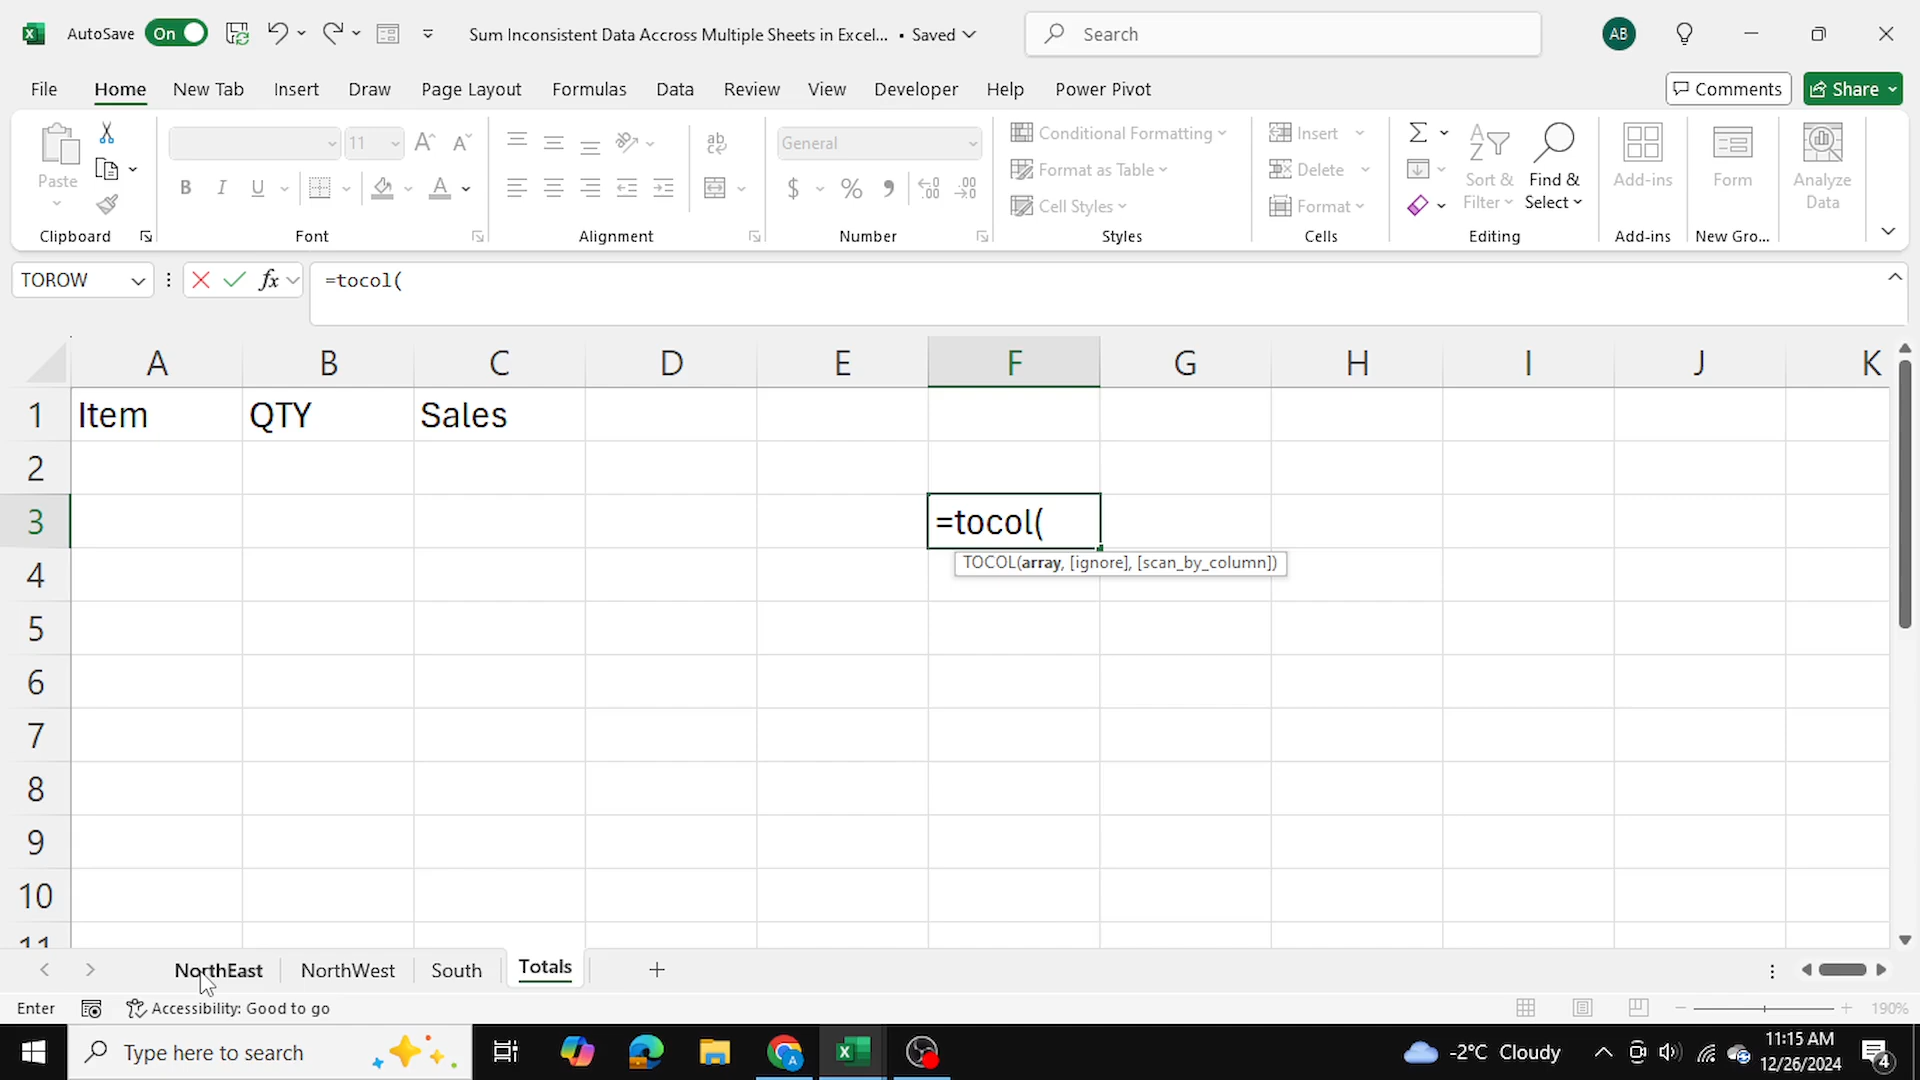 AutoSave On Sum Inconsistent Data Accross Multiple Sheets in Excel... • Saved Search AB
File Home New Tab Insert Draw Page Layout Formulas Data Review View Developer Help Power Pivot Comments Share
Paste 11 General Conditional Formatting Insert Sort & Filter Find & Select Add-ins Form Analyze Data
Format as Table Delete
B I U A $ % Cell Styles Format
Clipboard Font Alignment Number Styles Cells Editing Add-ins New Gro...
TOROW fx =tocol(
A B C D E F G H I J K
1 Item QTY Sales
2
3 =tocol(
TOCOL(array, [ignore], [scan_by_column])
4
5
6
7
8
9
10
11
NorthEast NorthWest South Totals
Enter Accessibility: Good to go 190%
Type here to search -2°C Cloudy 11:15 AM
12/26/2024 4